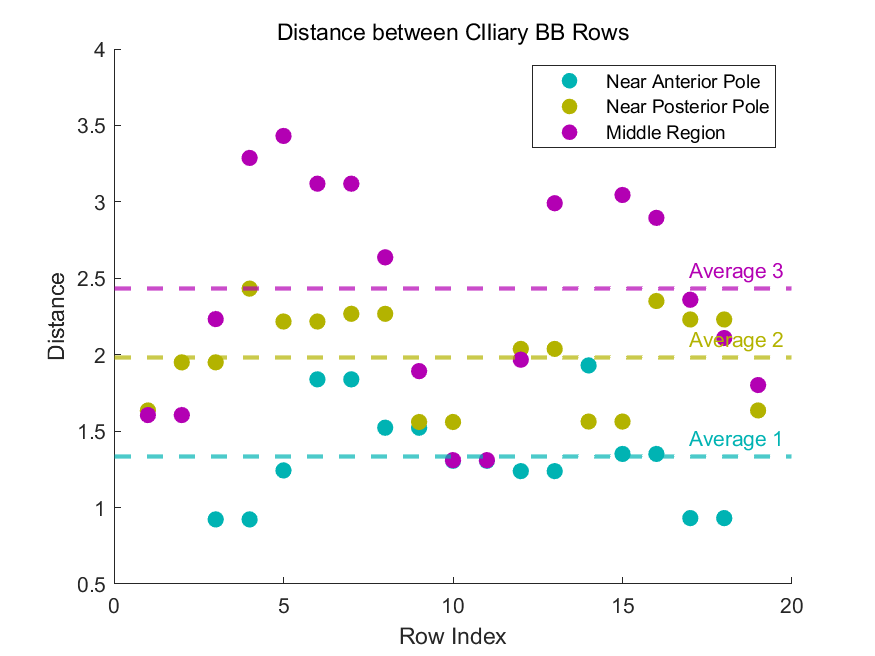 Distance between CIliary BB Rows
Near Anterior Pole
Near Posterior Pole
Middle Region
4
3.5
3
2.5
2
1.5
1
0.5
Distance
Average 3
Average 2
Average 1
0
5
10
15
20
Row Index